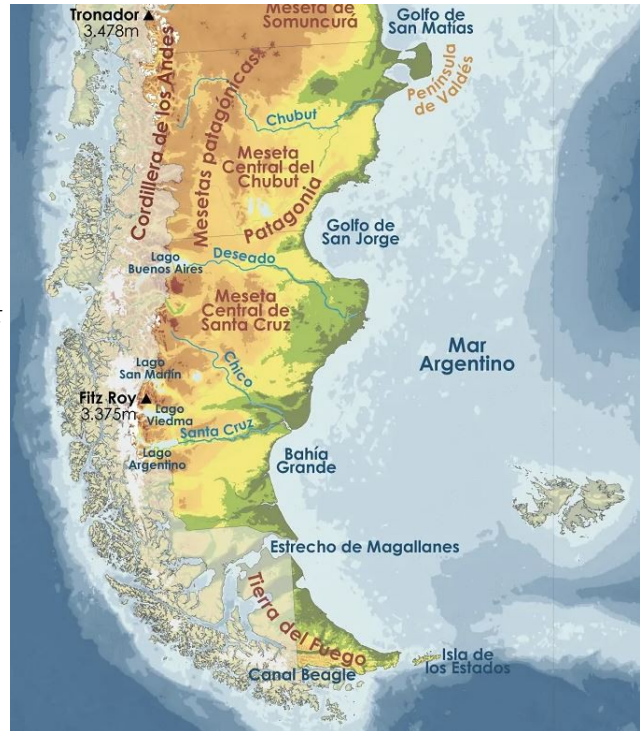 Meseta de
Somuncurá
Tronador
3.478m
Golfo de
San Matías
Península
de Valdés
Cordillera de los Andes
Mesetas patagónicas
Chubut
Meseta
Central del
Chubut
Patagonia
Golfo de
San Jorge
Lago
Buenos Aires
Deseado
Meseta
Central de
Santa Cruz
Mar
Argentino
Chico
Lago
San Martín
Fitz Roy
3.375m
Lago
Viedma
Santa Cruz
Lago
Argentino
Bahía
Grande
Estrecho de Magallanes
Tierra del Fuego
Isla de
los Estados
Canal Beagle